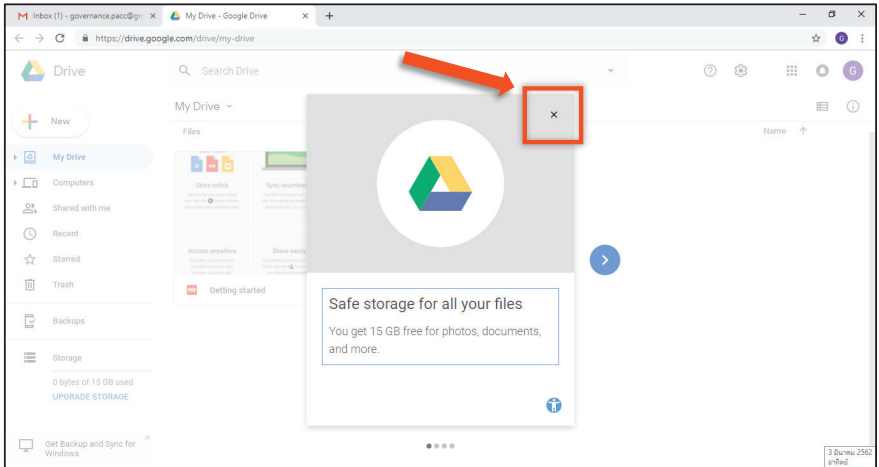 Inbox (1) - governance.pacc@gm
My Drive - Google Drive
https://drive.google.com/drive/my-drive
G
Drive
Search Drive
G
My Drive
New
Files
Name
My Drive
Computers
Shared with me
Recent
Starred
Trash
Backups
Storage
0 bytes of 15 GB used
UPGRADE STORAGE
Get Backup and Sync for
Windows
Store safely
Sync seamlessly
Access anywhere
Share easily
PDF
Getting started
Safe storage for all your files
You get 15 GB free for photos, documents,
and more.
3 มีนาคม 2562
อาทิตย์